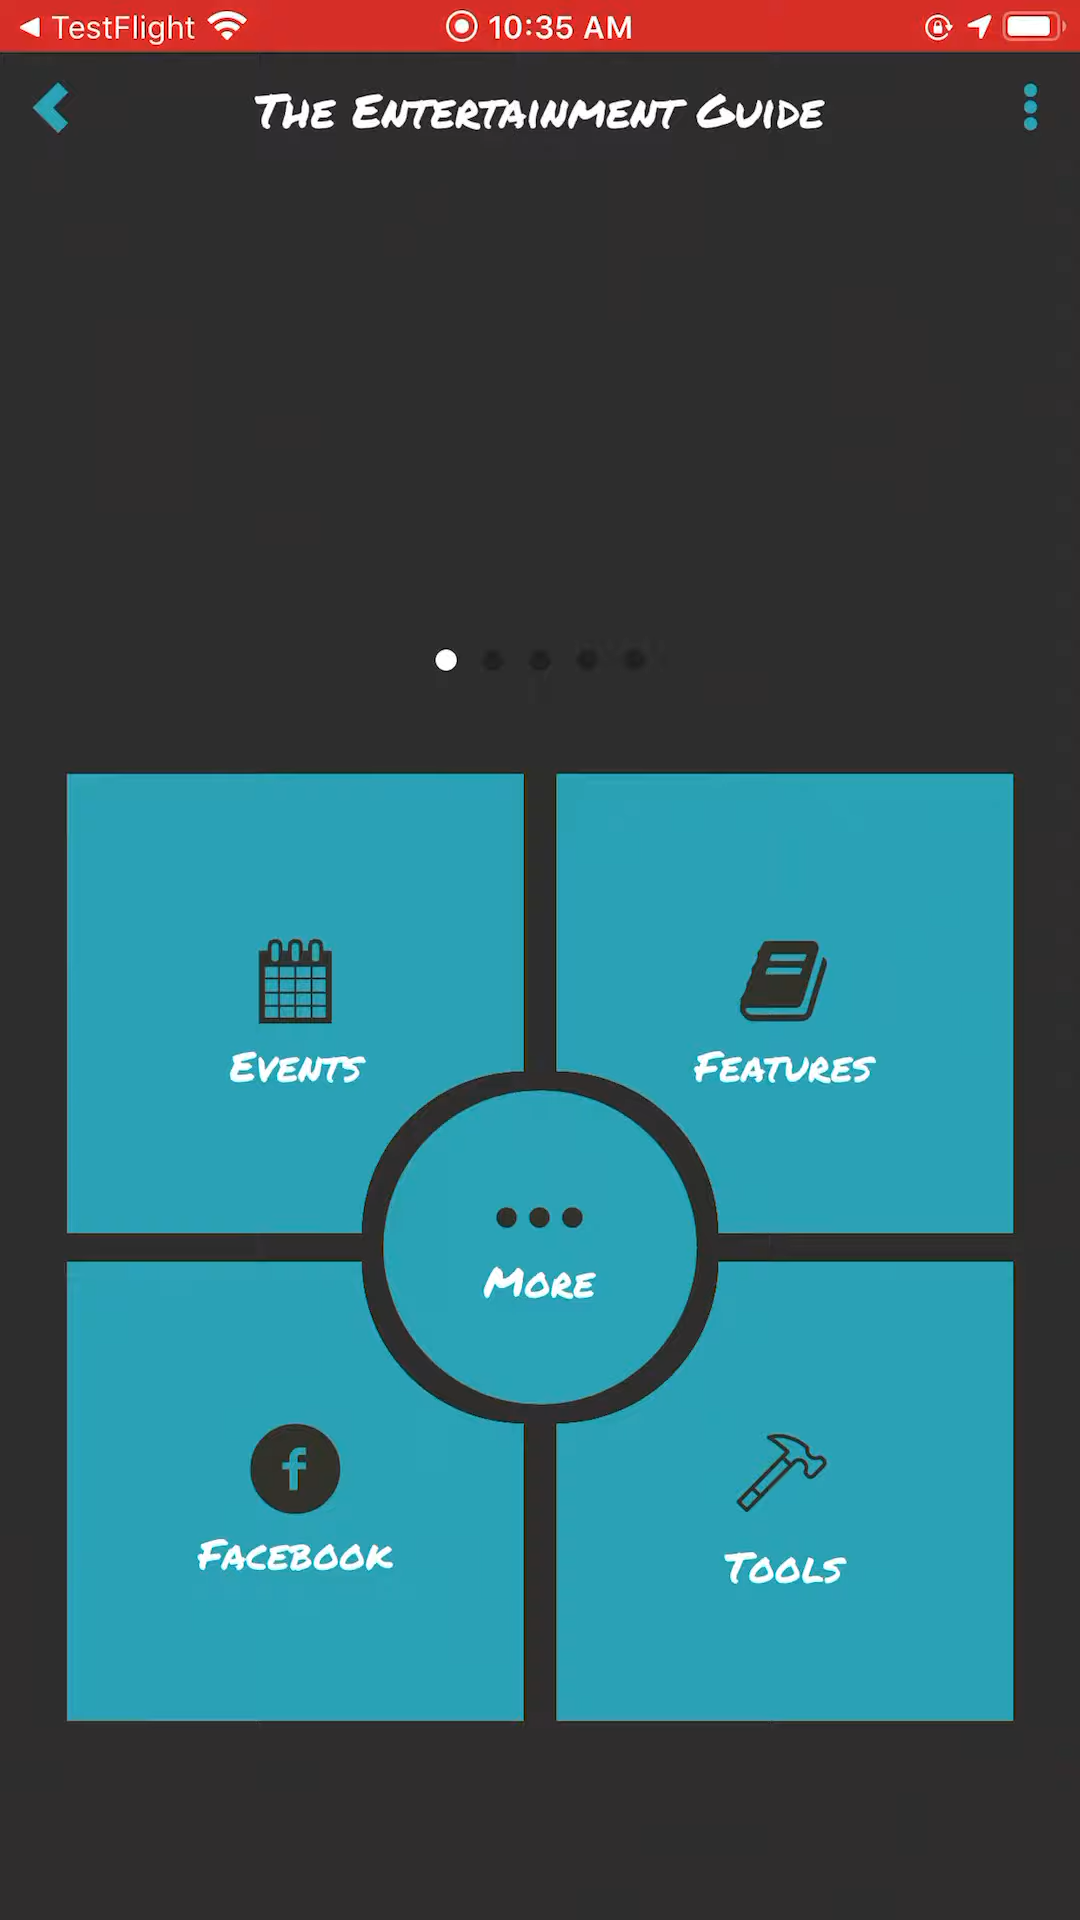 TestFlight 10:35 AM
The Entertainment Guide
Events
Features
More
Facebook
Tools